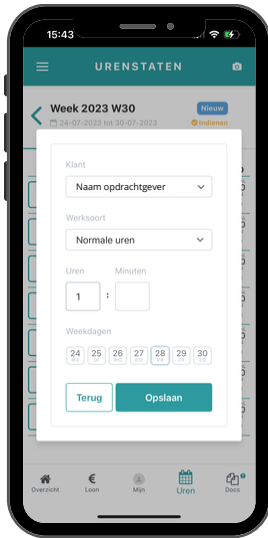 15:43
URENSTATEN
Week 2023 W30
Nieuw
24-07-2023 tot 30-07-2023
Indienen
Klant
Naam opdrachtgever
Werksoort
Normale uren
Uren Minuten
1 :
Weekdagen
24 25 26 27 28 29 30
Terug Opslaan
Overzicht Loon Mijn Uren Docs